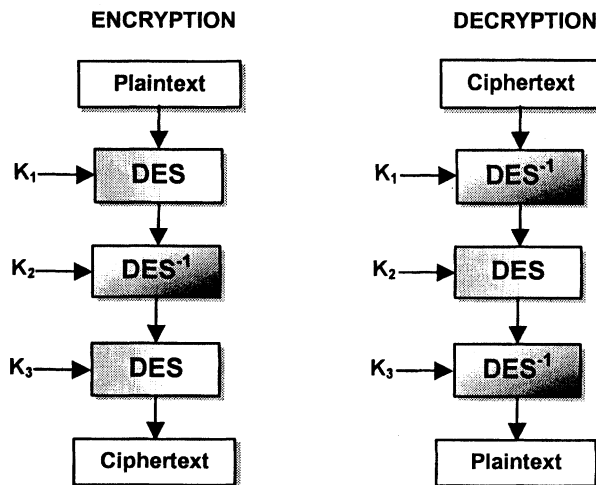 ENCRYPTION
Plaintext
K₁
DES
K₂
DES⁻¹
K₃
DES
Ciphertext
DECRYPTION
Ciphertext
K₁
DES⁻¹
K₂
DES
K₃
DES⁻¹
Plaintext